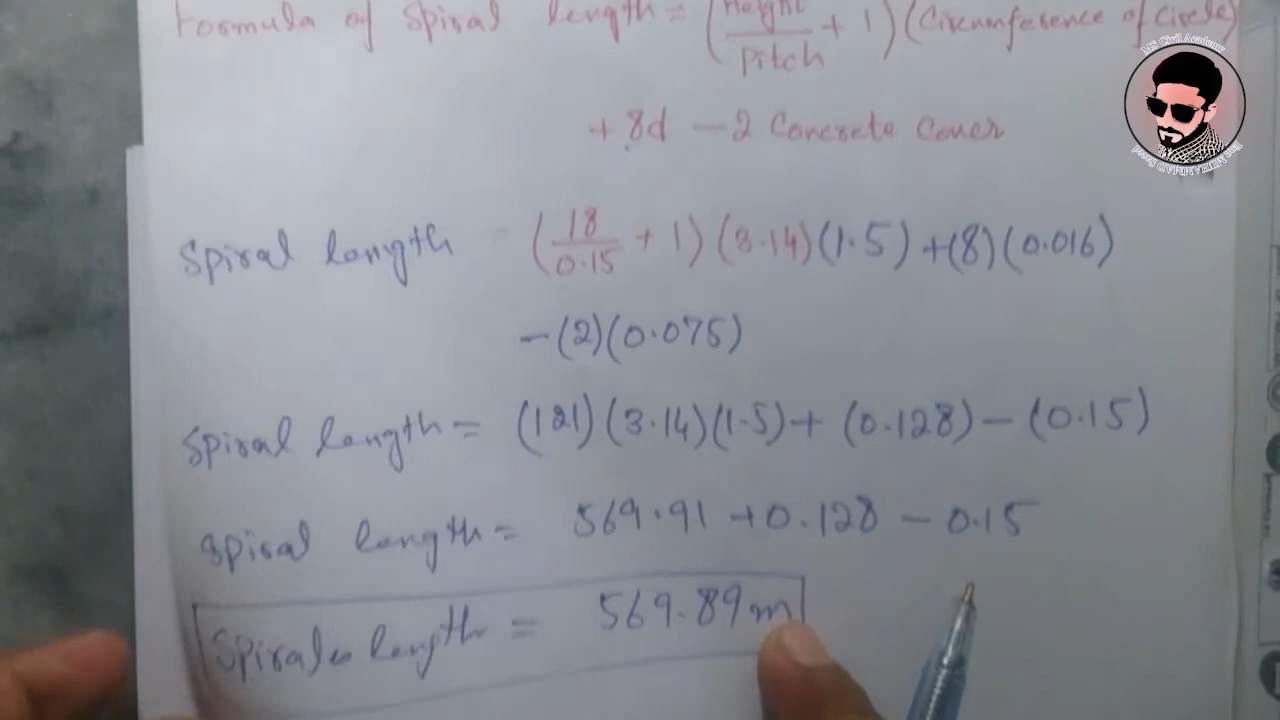 Formula of Spiral length = (Height/Pitch + 1) (Circumference of Circle)
+ 8d - 2 Concrete Cover
Spiral length (18/0.15 + 1) (3.14) (1.5) + (8) (0.016)
- (2) (0.075)
Spiral length = (121) (3.14) (1.5) + (0.128) - (0.15)
Spiral length = 569.91 + 0.128 - 0.15
Spiral length = 569.89m
MS Civil Academy